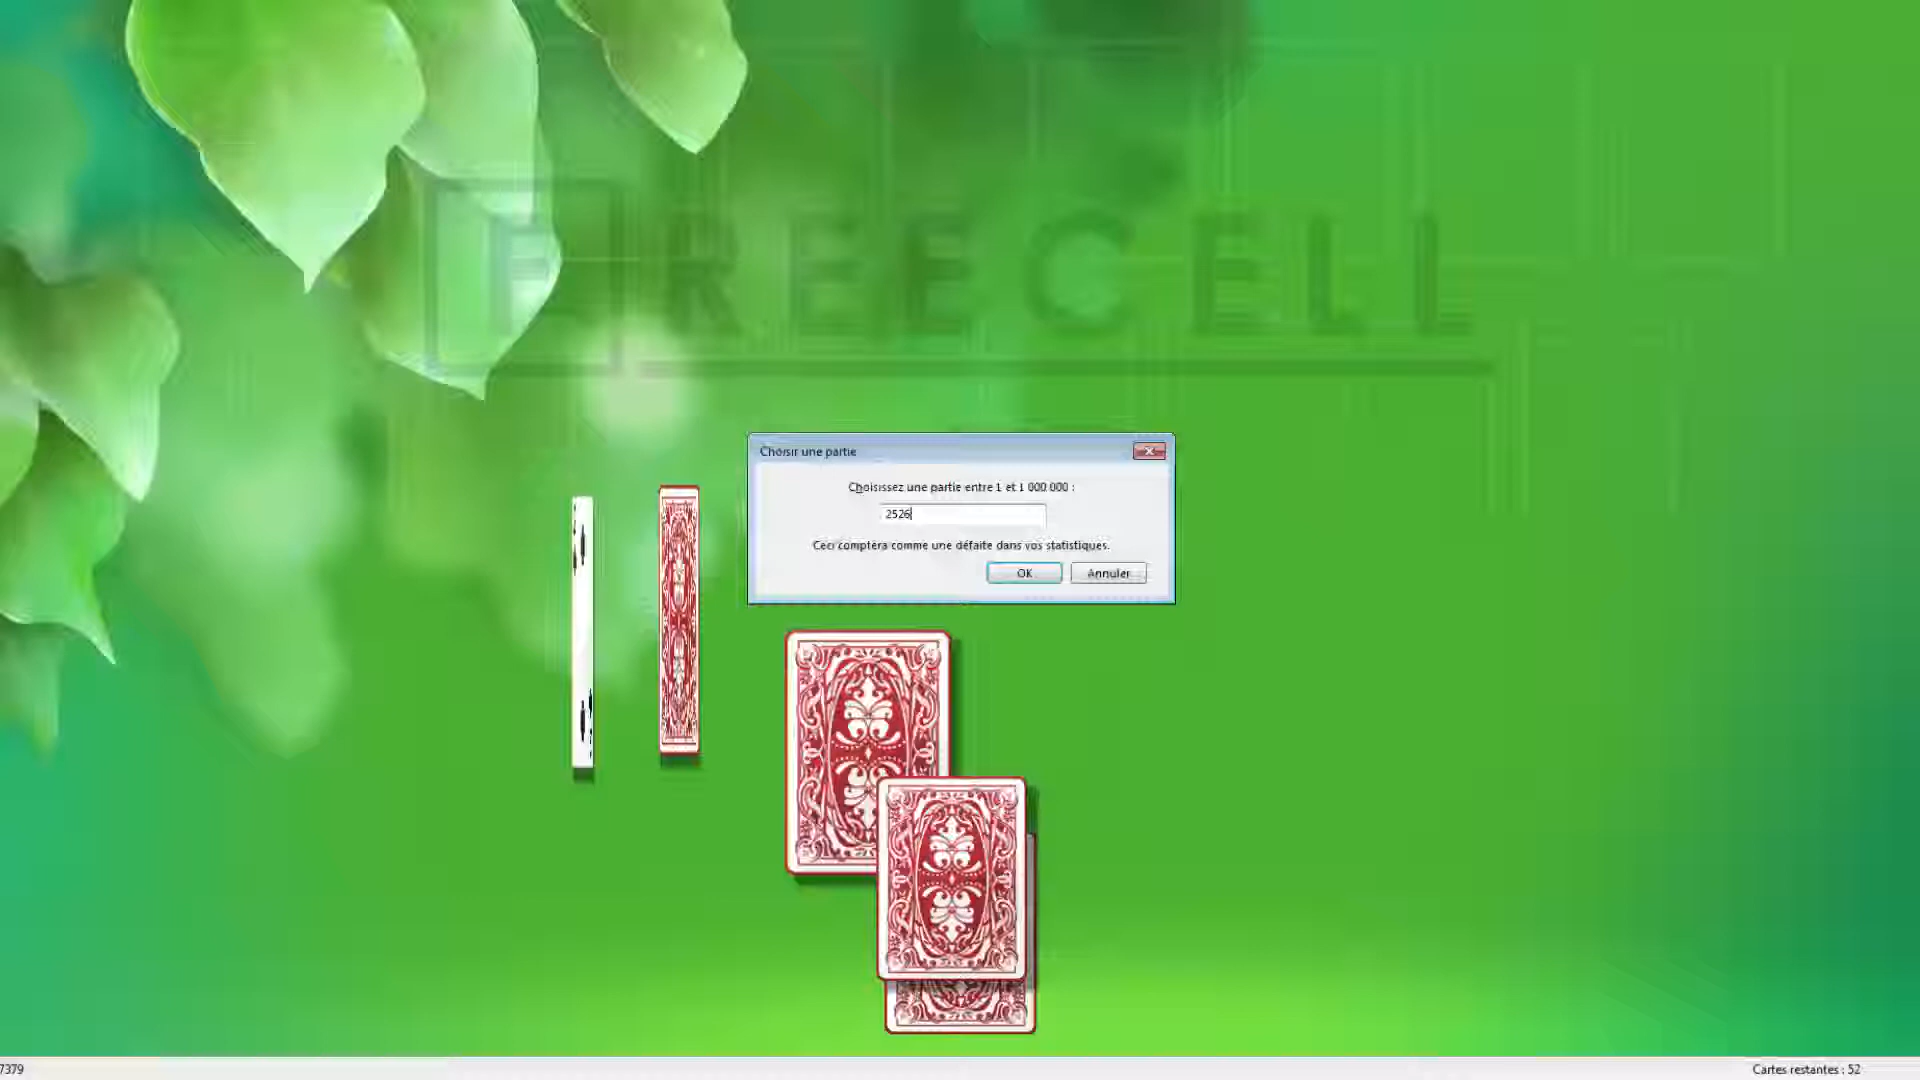 FREECELL
Choisir une partie
Choisissez une partie entre 1 et 1 000 000 :
2526
Ceci comptera comme une défaite dans vos statistiques.
OK
Annuler
7379
Cartes restantes : 52